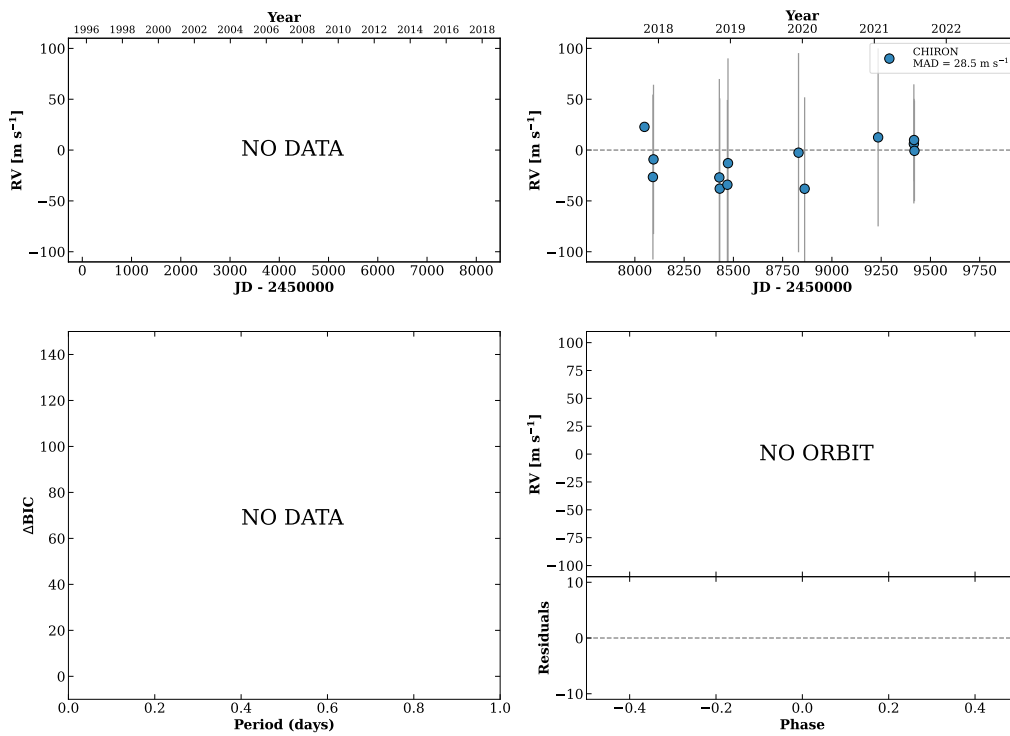 Year
1996 1998 2000 2002 2004 2006 2008 2010 2012 2014 2016 2018
100
50
0
−50
−100
RV [m s⁻¹]
NO DATA
0 1000 2000 3000 4000 5000 6000 7000 8000
JD - 2450000
Year
2018 2019 2020 2021 2022
CHIRON
MAD = 28.5 m s⁻¹
100
50
0
−50
−100
RV [m s⁻¹]
8000 8250 8500 8750 9000 9250 9500 9750
JD - 2450000
140
120
100
80
60
40
20
0
ΔBIC
NO DATA
0.0 0.2 0.4 0.6 0.8 1.0
Period (days)
100
75
50
25
0
−25
−50
−75
−100
RV [m s⁻¹]
NO ORBIT
10
0
−10
Residuals
−0.4 −0.2 0.0 0.2 0.4
Phase